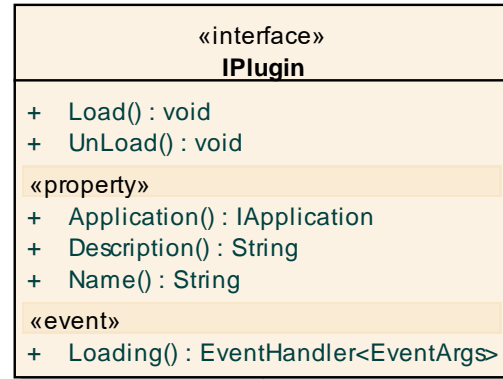 «interface»
IPlugin
+ Load() : void
+ UnLoad() : void
«property»
+ Application() : IApplication
+ Description() : String
+ Name() : String
«event»
+ Loading() : EventHandler<EventArgs>